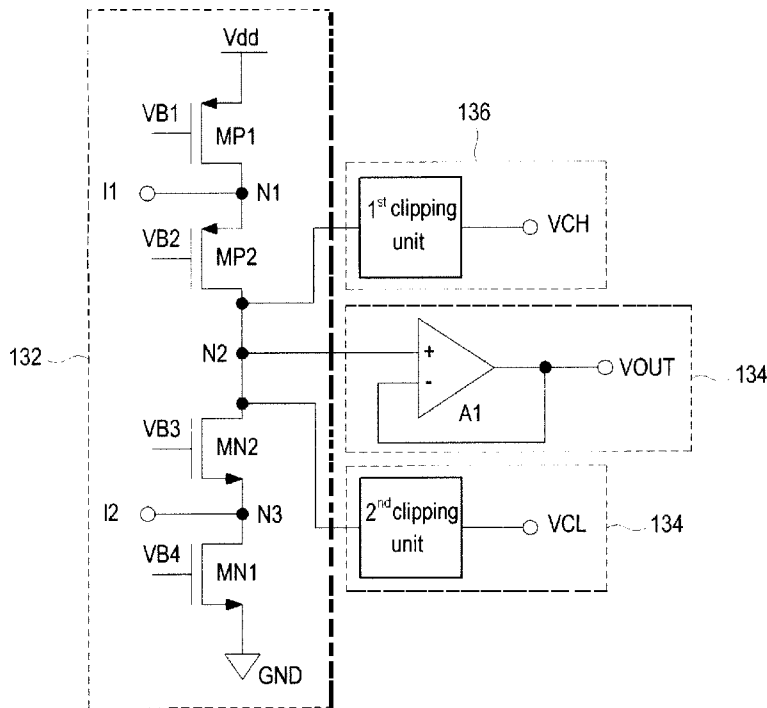 Vdd
136
VB1
MP1
I1
N1
1st clipping
unit
VCH
VB2
MP2
132
N2
+
-
A1
VOUT
134
VB3
MN2
I2
N3
2nd clipping
unit
VCL
134
VB4
MN1
GND